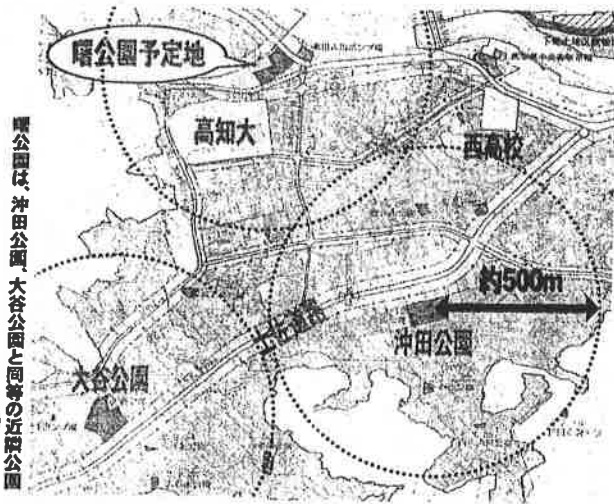 曙公園予定地
高知大
西高校
約500m
沖田公園
土佐道路
大谷公園
曙公園は、沖田公園、大谷公園と同等の近隣公園